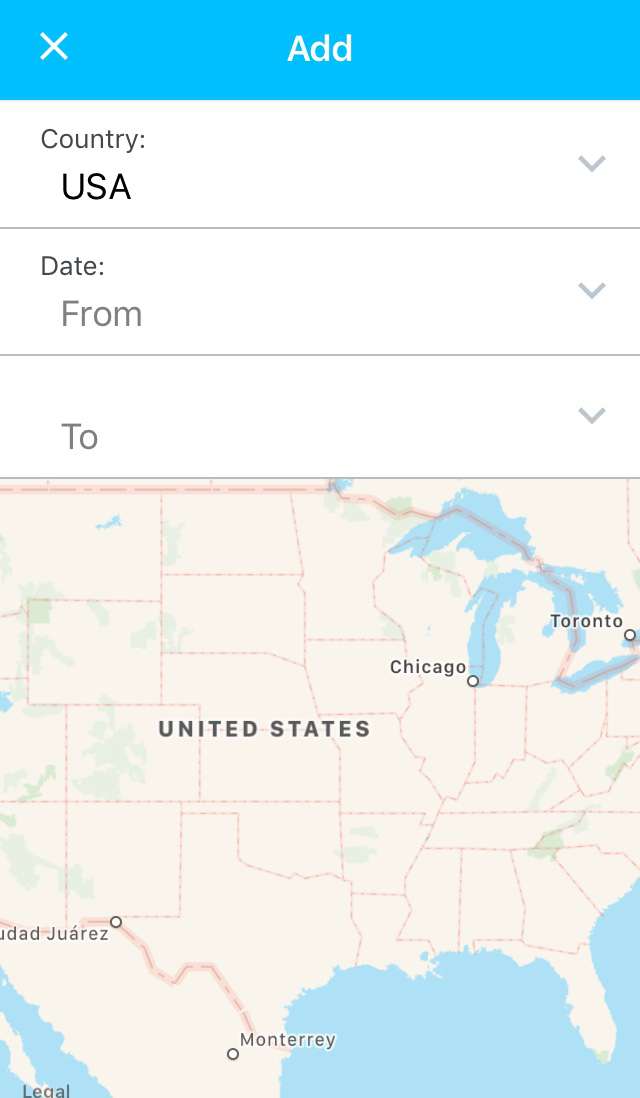 Add
Country:
USA
Date:
From
To
Toronto
Chicago
UNITED STATES
udad Juárez
Monterrey
Legal